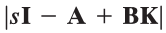 |sI − A + BK|